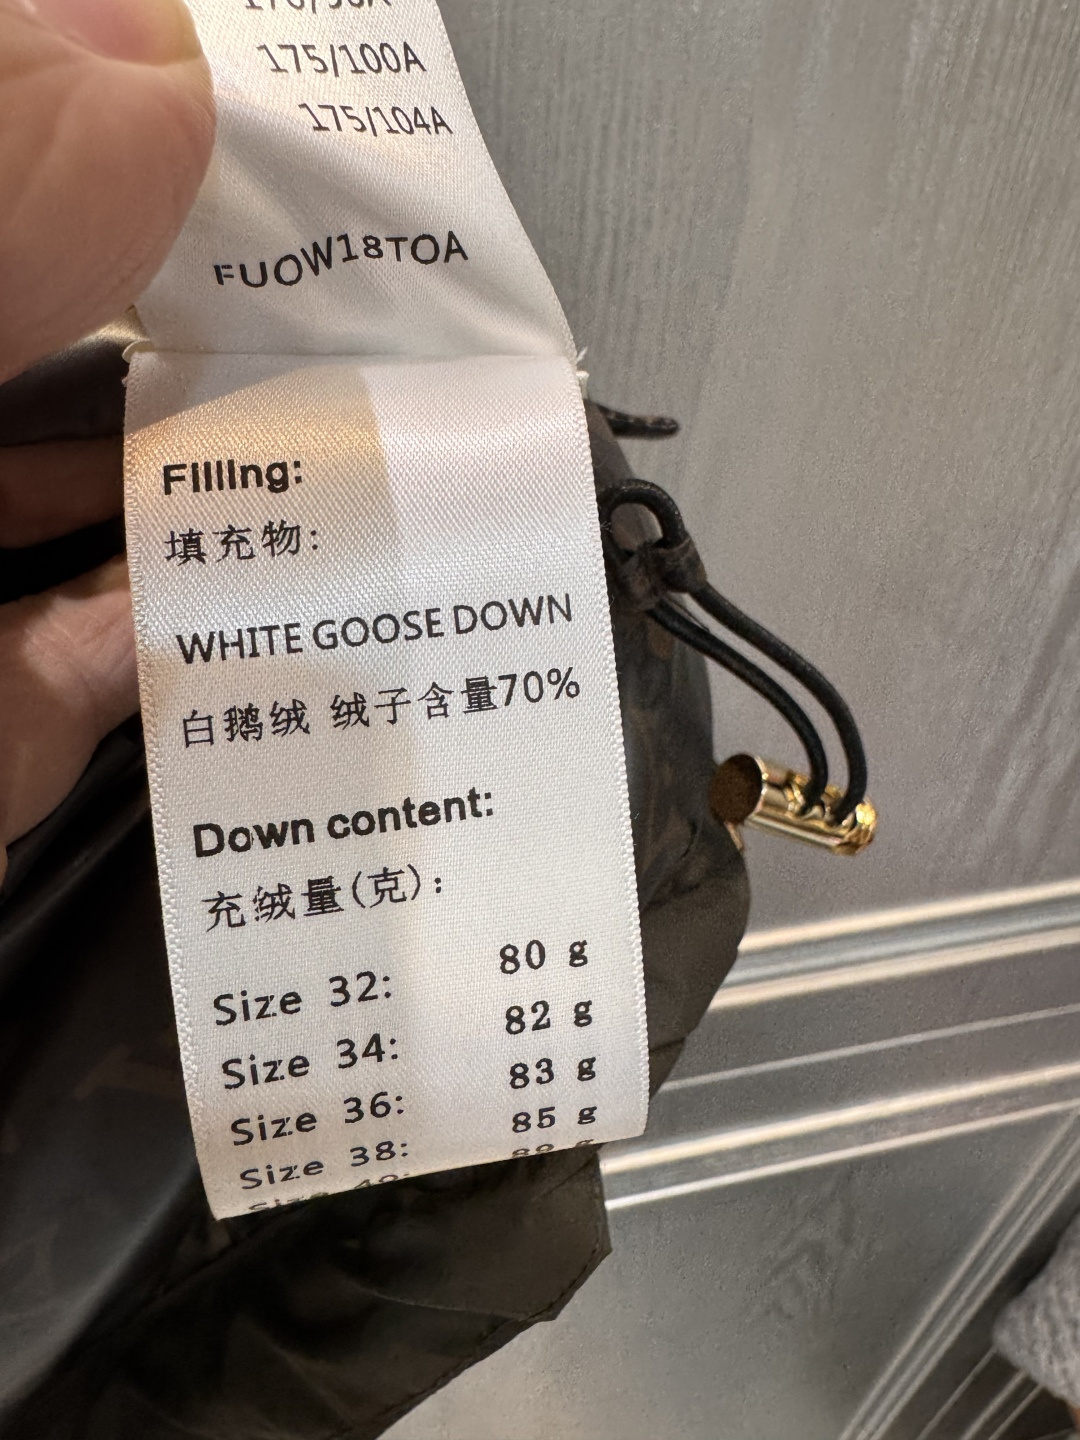 175/100A
175/104A
FUOW18TOA
Filling:
填充物:
WHITE GOOSE DOWN
白鹅绒 绒子含量70%
Down content:
充绒量(克):
Size 32: 80 g
Size 34: 82 g
Size 36: 83 g
Size 38: 85 g
Size